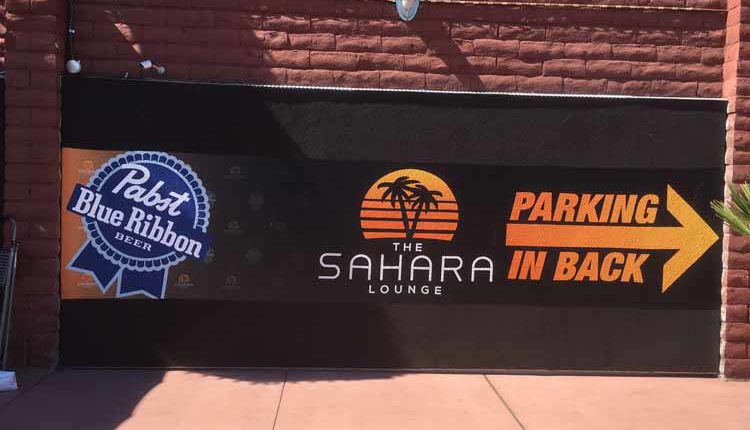 Pabst
Blue Ribbon
BEER
THE
SAHARA
LOUNGE
PARKING
IN BACK